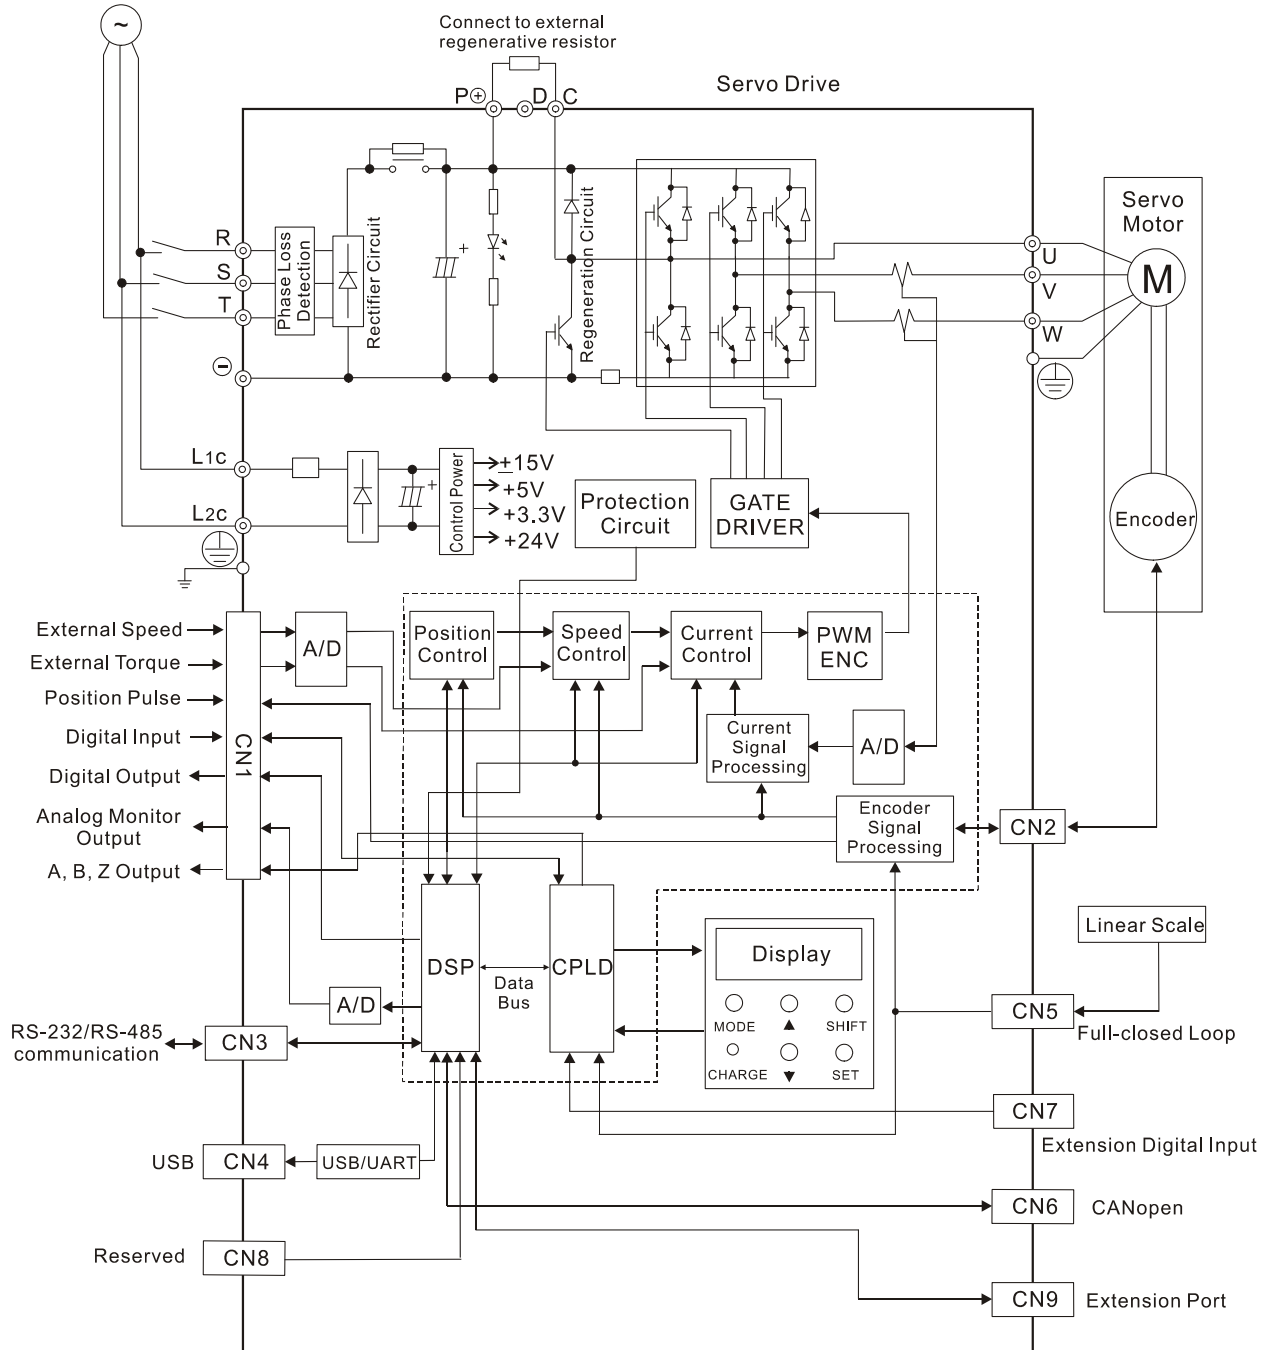 ~
Connect to external
regenerative resistor
P⊕
D
C
Servo Drive
Servo
Motor
R
S
T
Phase Loss
Detection
Rectifier Circuit
+
Regeneration Circuit
U
V
W
M
L1c
L2c
+
Control Power
±15V
+5V
+3.3V
+24V
Protection
Circuit
GATE
DRIVER
Encoder
External Speed
External Torque
Position Pulse
Digital Input
Digital Output
Analog Monitor
Output
A, B, Z Output
CN1
A/D
Position
Control
Speed
Control
Current
Control
PWM
ENC
Current
Signal
Processing
A/D
Encoder
Signal
Processing
CN2
Linear Scale
DSP
Data
Bus
CPLD
Display
MODE
▲
SHIFT
CHARGE
▼
SET
A/D
CN5
Full-closed Loop
RS-232/RS-485
communication
CN3
CN7
Extension Digital Input
USB
CN4
USB/UART
CN6
CANopen
Reserved
CN8
CN9
Extension Port